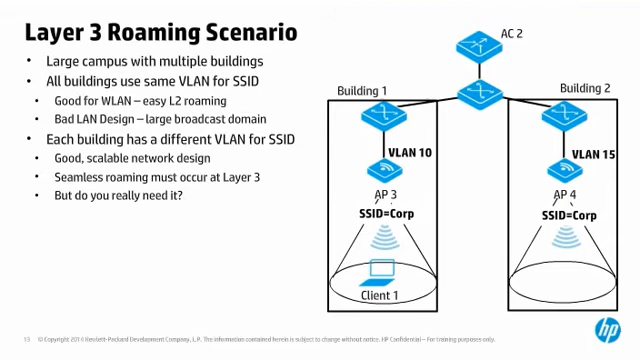 Layer 3 Roaming Scenario
• Large campus with multiple buildings
• All buildings use same VLAN for SSID
• Good for WLAN – easy L2 roaming
• Bad LAN Design – large broadcast domain
• Each building has a different VLAN for SSID
• Good, scalable network design
• Seamless roaming must occur at Layer 3
• But do you really need it?
AC 2
Building 1
Building 2
VLAN 10
VLAN 15
AP 3
AP 4
SSID=Corp
SSID=Corp
Client 1
13 © Copyright 2014 Hewlett-Packard Development Company, L.P. The information contained herein is subject to change without notice. HP Confidential – For training purposes only.
hp